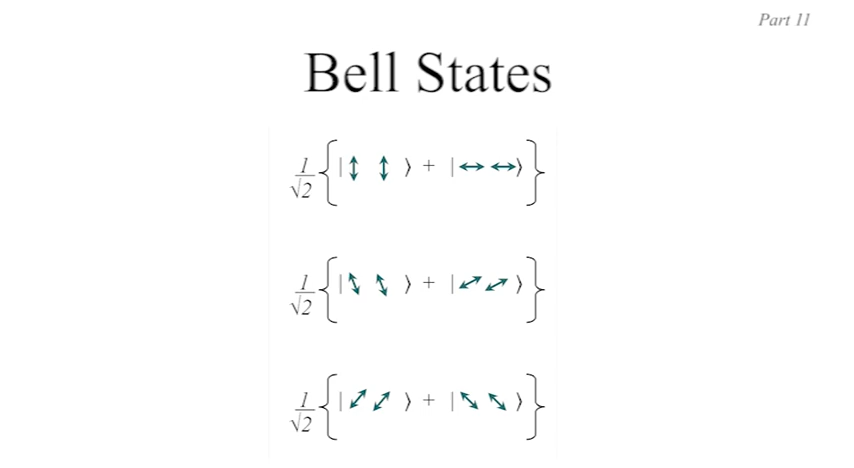 Part 11
Bell States
1/√2 {|↕ ↕ ⟩ + |↔ ↔⟩}
1/√2 {|⤡ ⤡ ⟩ + |⤢ ⤢ ⟩}
1/√2 {|⤢ ⤢ ⟩ + |⤡ ⤡ ⟩}